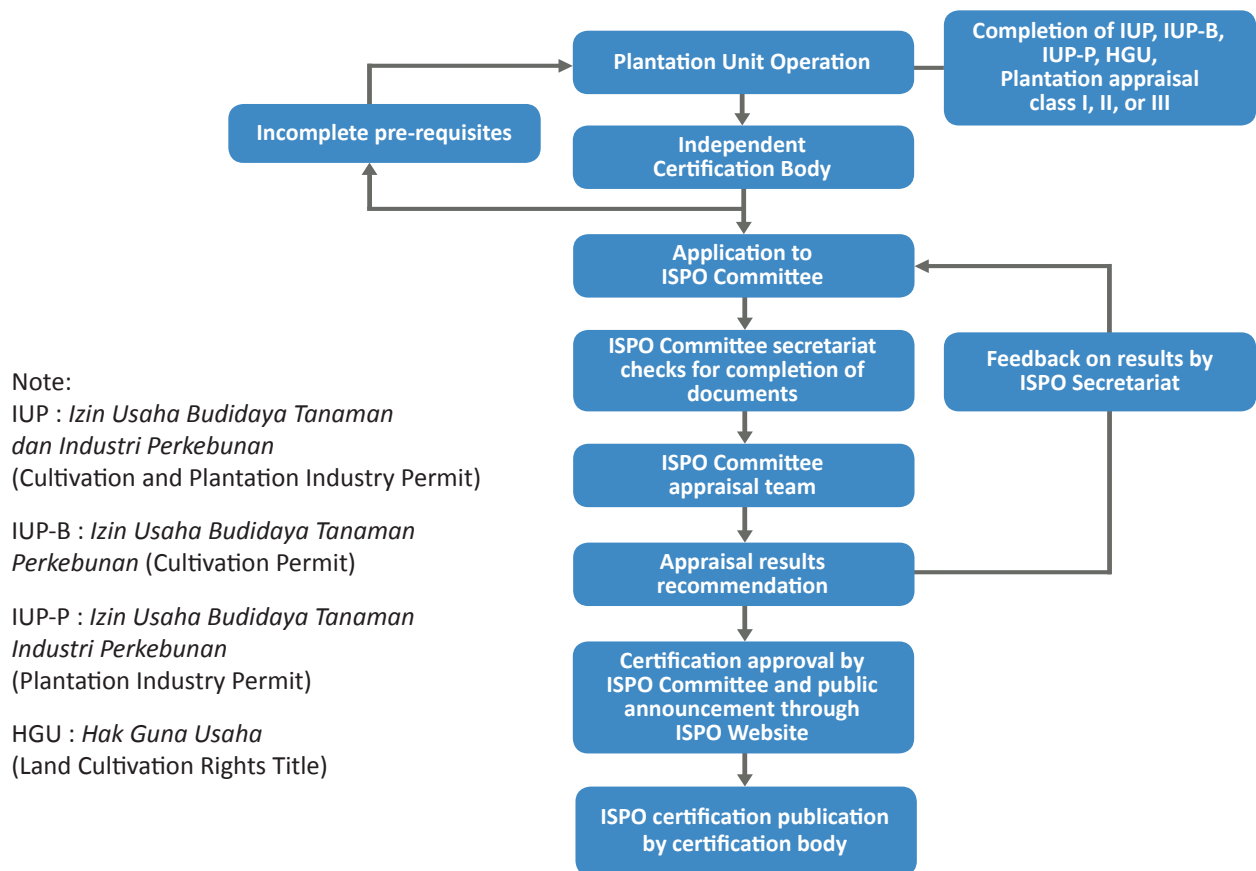 Plantation Unit Operation
Completion of IUP, IUP-B,
IUP-P, HGU,
Plantation appraisal
class I, II, or III
Incomplete pre-requisites
Independent
Certification Body
Application to
ISPO Committee
ISPO Committee secretariat
checks for completion of
documents
Feedback on results by
ISPO Secretariat
ISPO Committee
appraisal team
Appraisal results
recommendation
Certification approval by
ISPO Committee and public
announcement through
ISPO Website
ISPO certification publication
by certification body
Note:
IUP : Izin Usaha Budidaya Tanaman
dan Industri Perkebunan
(Cultivation and Plantation Industry Permit)
IUP-B : Izin Usaha Budidaya Tanaman
Perkebunan (Cultivation Permit)
IUP-P : Izin Usaha Budidaya Tanaman
Industri Perkebunan
(Plantation Industry Permit)
HGU : Hak Guna Usaha
(Land Cultivation Rights Title)